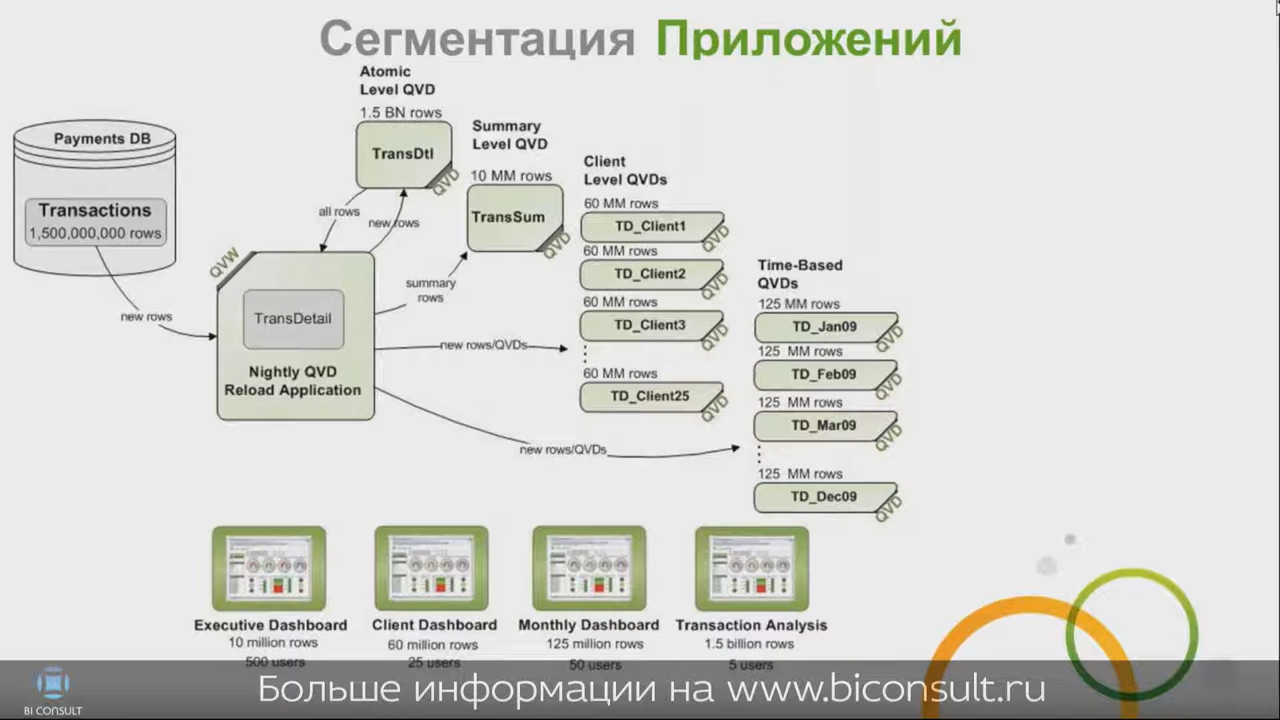 Сегментация Приложений
Atomic
Level QVD
1.5 BN rows
TransDtl
QVD
Summary
Level QVD
10 MM rows
TransSum
QVD
Client
Level QVDs
60 MM rows
TD_Client1
QVD
60 MM rows
TD_Client2
QVD
60 MM rows
TD_Client3
QVD
60 MM rows
TD_Client25
QVD
Time-Based
QVDs
125 MM rows
TD_Jan09
QVD
125 MM rows
TD_Feb09
QVD
125 MM rows
TD_Mar09
QVD
125 MM rows
TD_Dec09
QVD
Payments DB
Transactions
1,500,000,000 rows
new rows
all rows
new rows
summary
rows
new rows/QVDs
new rows/QVDs
QVW
TransDetail
Nightly QVD
Reload Application
Executive Dashboard
10 million rows
500 users
Client Dashboard
60 million rows
25 users
Monthly Dashboard
125 million rows
50 users
Transaction Analysis
1.5 billion rows
5 users
BI CONSULT
Больше информации на www.biconsult.ru